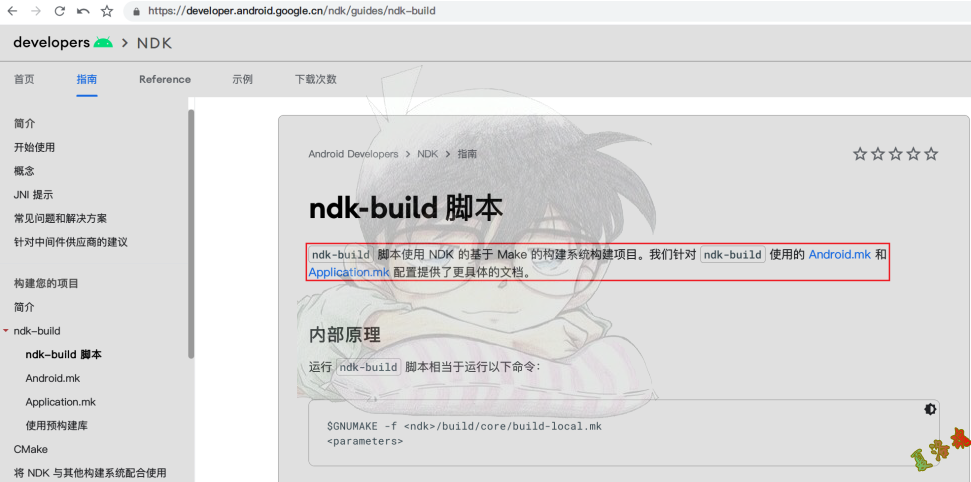 https://developer.android.google.cn/ndk/guides/ndk-build
developers > NDK
首页 指南 Reference 示例 下载次数
简介
开始使用
概念
JNI 提示
常见问题和解决方案
针对中间件供应商的建议
构建您的项目
简介
ndk-build
ndk-build 脚本
Android.mk
Application.mk
使用预构建库
CMake
将 NDK 与其他构建系统配合使用
Android Developers > NDK > 指南
ndk-build 脚本
ndk-build 脚本使用 NDK 的基于 Make 的构建系统构建项目。我们针对 ndk-build 使用的 Android.mk 和
Application.mk 配置提供了更具体的文档。
内部原理
运行 ndk-build 脚本相当于运行以下命令：
$GNUMAKE -f <ndk>/build/core/build-local.mk
<parameters>